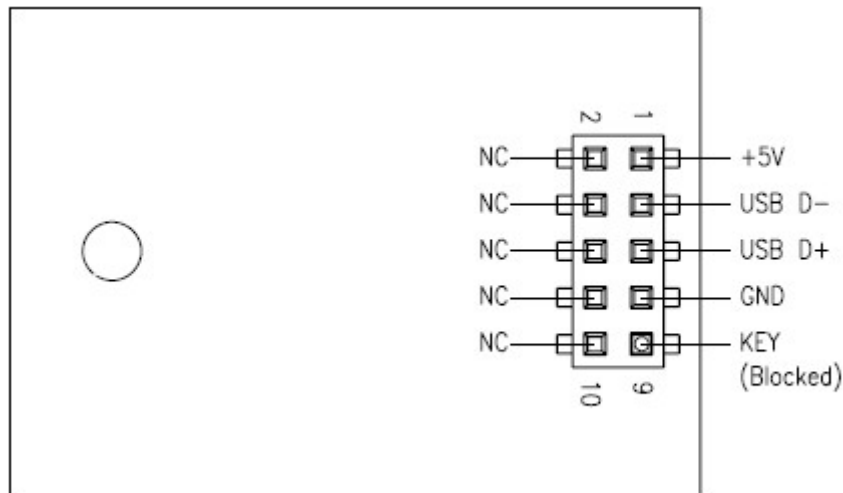 2 1
NC +5V
NC USB D-
NC USB D+
NC GND
NC KEY
(Blocked)
10 9